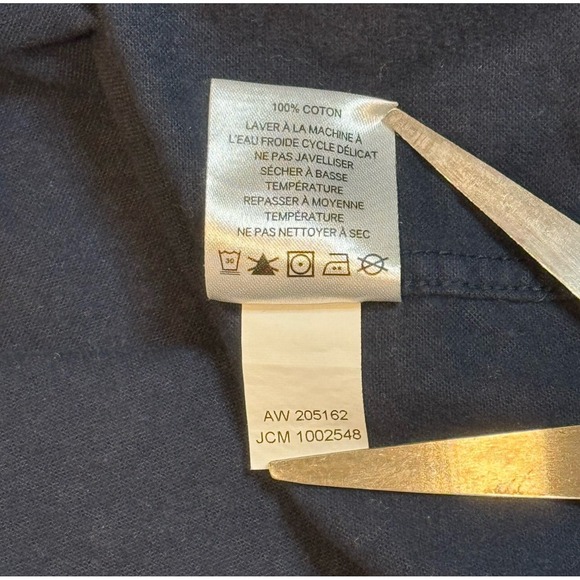 100% COTON
LAVER À LA MACHINE À
L'EAU FROIDE CYCLE DÉLICAT
NE PAS JAVELLISER
SÉCHER À BASSE
TEMPÉRATURE
REPASSER À MOYENNE
TEMPÉRATURE
NE PAS NETTOYER À SEC
30
AW 205162
JCM 1002548